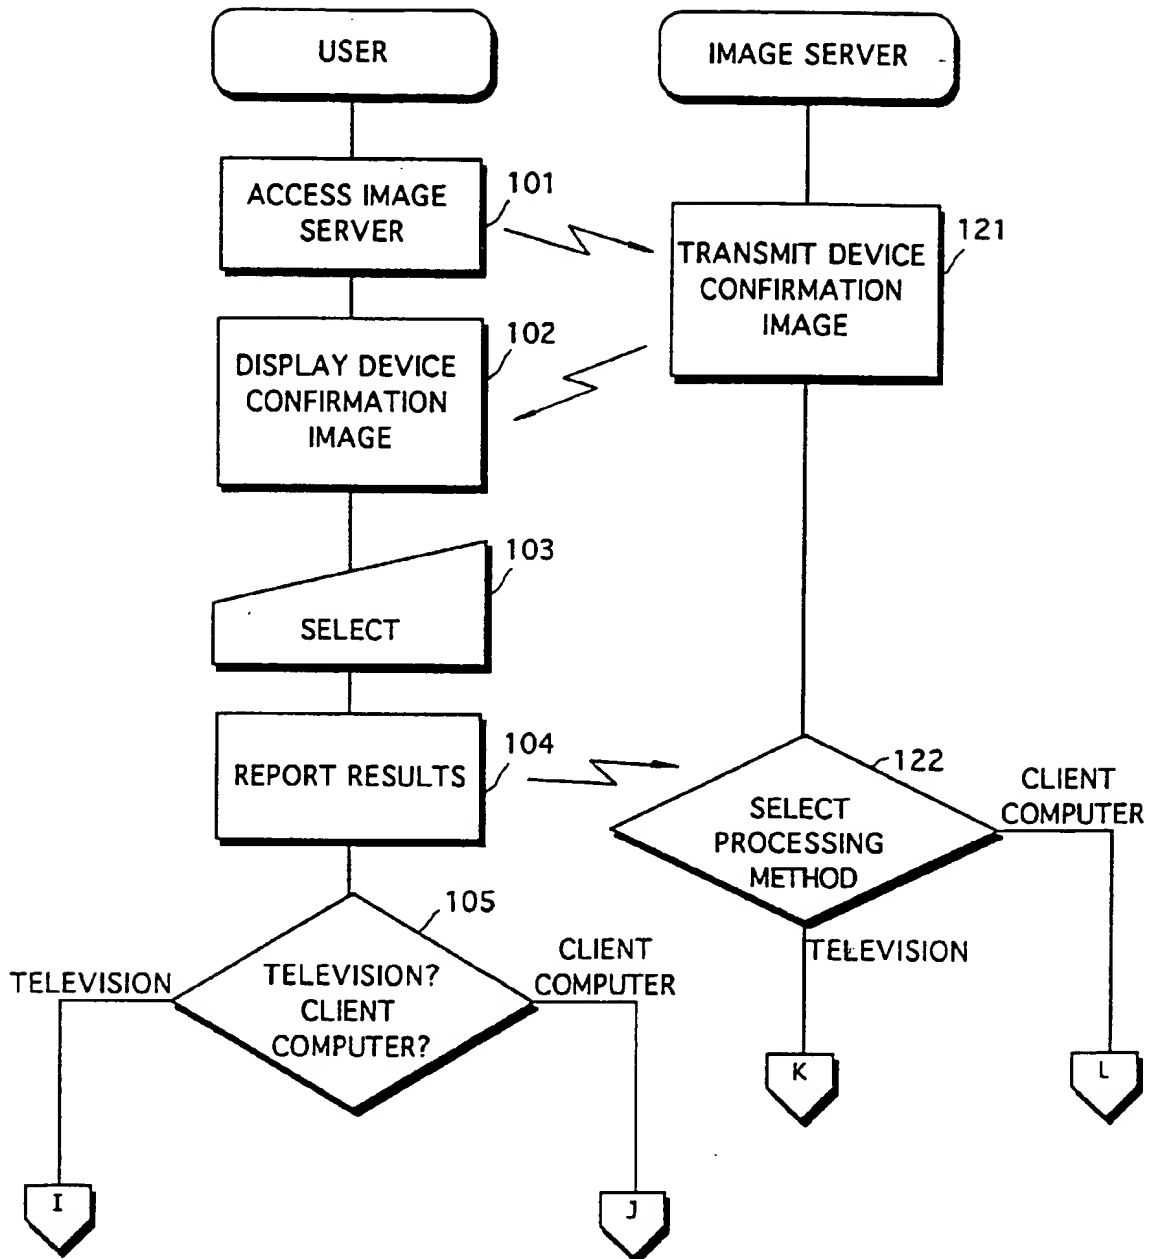 USER
IMAGE SERVER
ACCESS IMAGE
SERVER
101
TRANSMIT DEVICE
CONFIRMATION
IMAGE
121
DISPLAY DEVICE
CONFIRMATION
IMAGE
102
SELECT
103
REPORT RESULTS
104
SELECT
PROCESSING
METHOD
122
CLIENT
COMPUTER
TELEVISION
TELEVISION?
CLIENT
COMPUTER?
105
TELEVISION
CLIENT
COMPUTER
K
L
I
J